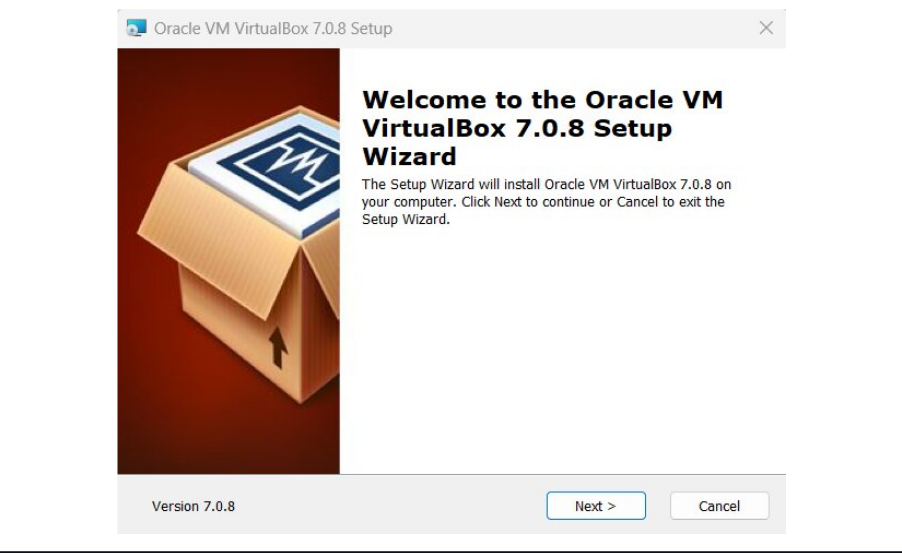 Oracle VM VirtualBox 7.0.8 Setup
Welcome to the Oracle VM
VirtualBox 7.0.8 Setup
Wizard
The Setup Wizard will install Oracle VM VirtualBox 7.0.8 on
your computer. Click Next to continue or Cancel to exit the
Setup Wizard.
Version 7.0.8
Next >
Cancel